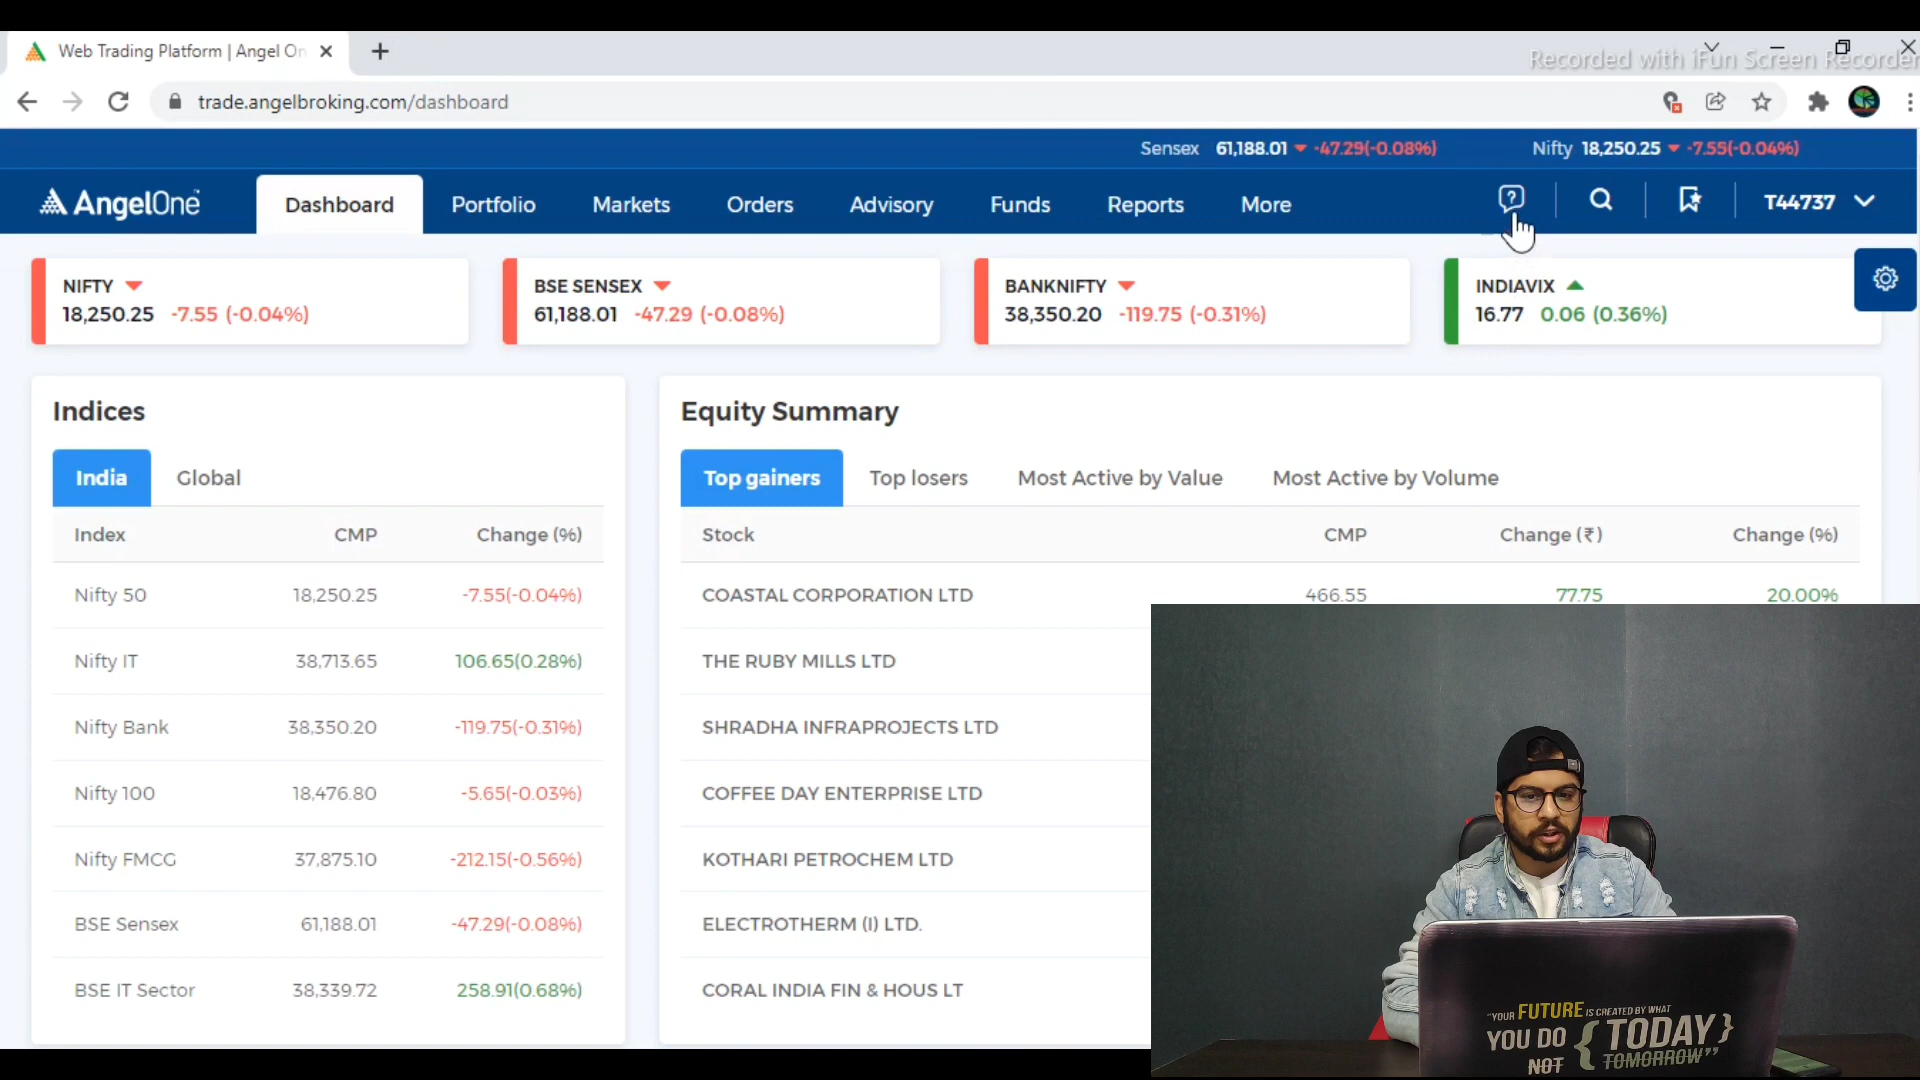 Web Trading Platform | Angel On
Recorded with iFun Screen Recorder
trade.angelbroking.com/dashboard
Sensex 61,188.01 -47.29(-0.08%) Nifty 18,250.25 -7.55(-0.04%)
AngelOne Dashboard Portfolio Markets Orders Advisory Funds Reports More T44737
NIFTY
18,250.25 -7.55 (-0.04%)
BSE SENSEX
61,188.01 -47.29 (-0.08%)
BANKNIFTY
38,350.20 -119.75 (-0.31%)
INDIAVIX
16.77 0.06 (0.36%)
Indices
India Global
Index CMP Change (%)
Nifty 50 18,250.25 -7.55(-0.04%)
Nifty IT 38,713.65 106.65(0.28%)
Nifty Bank 38,350.20 -119.75(-0.31%)
Nifty 100 18,476.80 -5.65(-0.03%)
Nifty FMCG 37,875.10 -212.15(-0.56%)
BSE Sensex 61,188.01 -47.29(-0.08%)
BSE IT Sector 38,339.72 258.91(0.68%)
Equity Summary
Top gainers Top losers Most Active by Value Most Active by Volume
Stock CMP Change (₹) Change (%)
COASTAL CORPORATION LTD 466.55 77.75 20.00%
THE RUBY MILLS LTD
SHRADHA INFRAPROJECTS LTD
COFFEE DAY ENTERPRISE LTD
KOTHARI PETROCHEM LTD
ELECTROTHERM (I) LTD.
CORAL INDIA FIN & HOUS LT
"YOUR FUTURE IS CREATED BY WHAT
YOU DO { TODAY }
NOT TOMORROW"